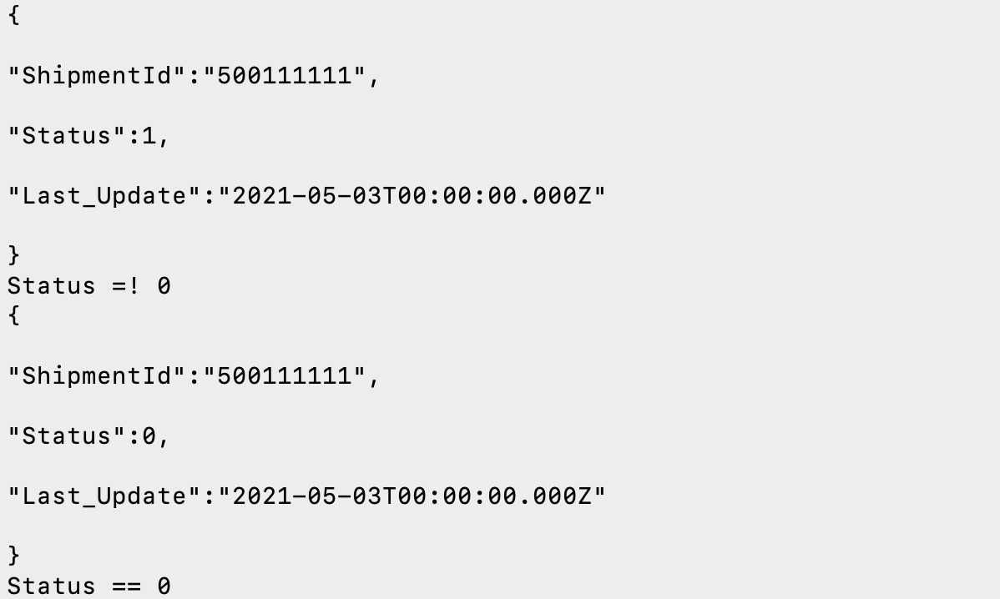 {
"ShipmentId":"500111111",
"Status":1,
"Last_Update":"2021-05-03T00:00:00.000Z"
}
Status =! 0
{
"ShipmentId":"500111111",
"Status":0,
"Last_Update":"2021-05-03T00:00:00.000Z"
}
Status == 0